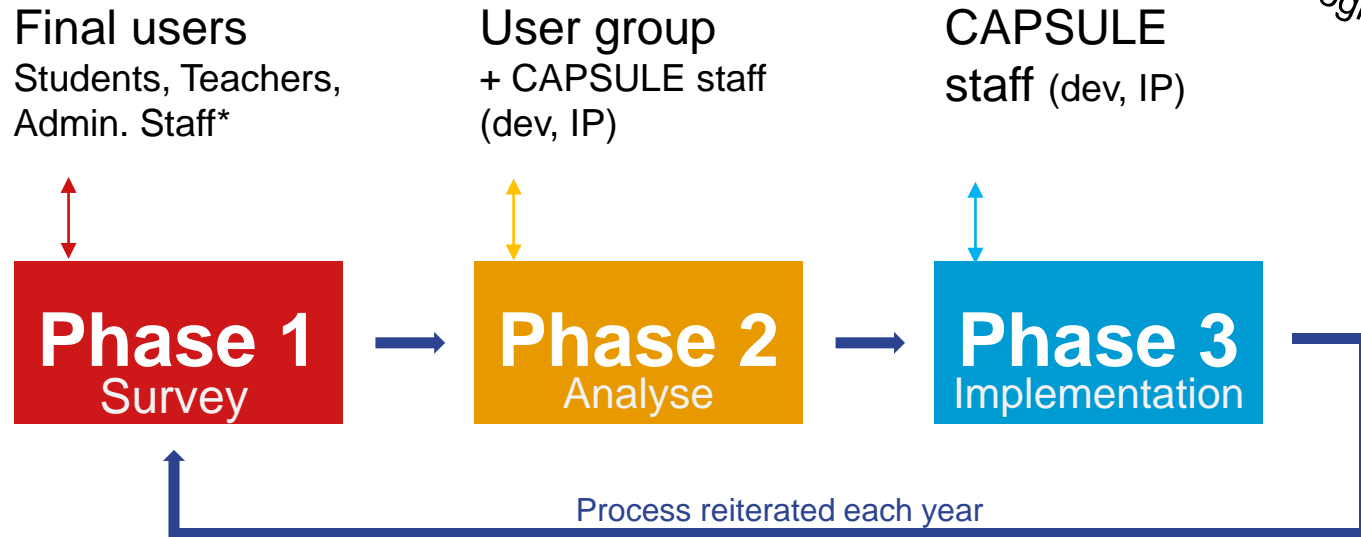 Final users
Students, Teachers,
Admin. Staff*
User group
+ CAPSULE staff
(dev, IP)
CAPSULE
staff (dev, IP)
Phase 1
Survey
Phase 2
Analyse
Phase 3
Implementation
Process reiterated each year